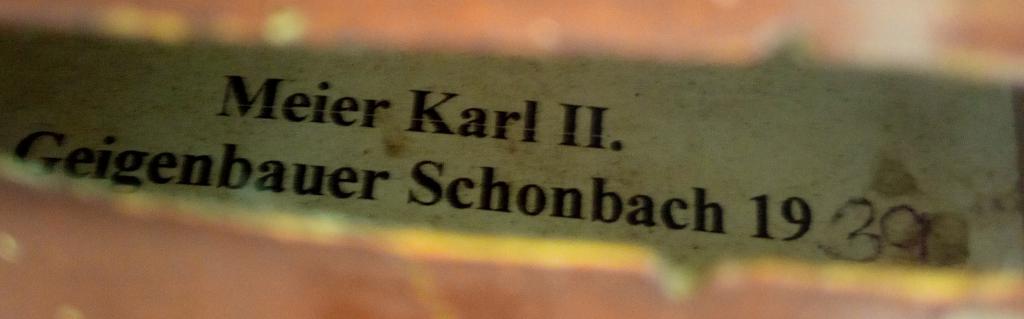 Meier Karl II.
Geigenbauer Schonbach 1939